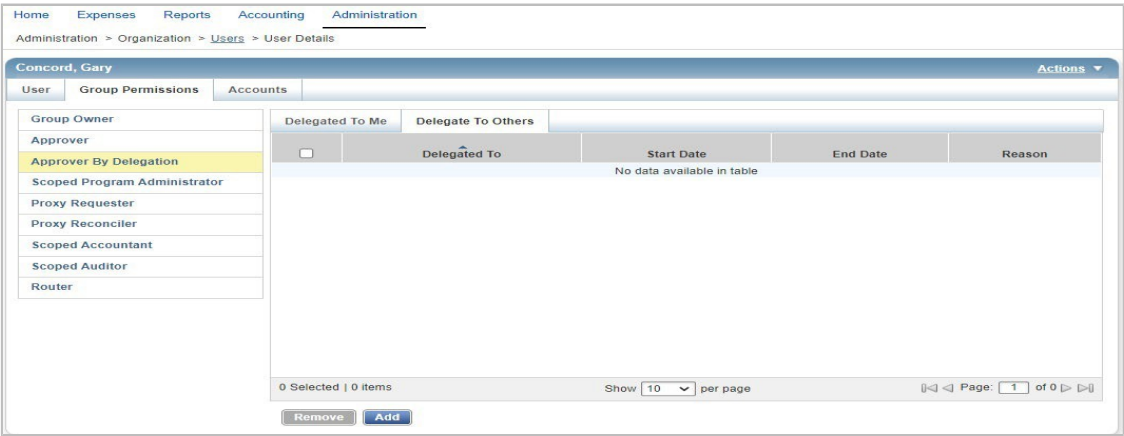 Home Expenses Reports Accounting Administration
Administration > Organization > Users > User Details
Concord, Gary Actions
User Group Permissions Accounts
Group Owner
Approver
Approver By Delegation
Scoped Program Administrator
Proxy Requester
Proxy Reconciler
Scoped Accountant
Scoped Auditor
Router
Delegated To Me Delegate To Others
Delegated To Start Date End Date Reason
No data available in table
0 Selected | 0 items Show 10 per page Page: 1 of 0
Remove Add